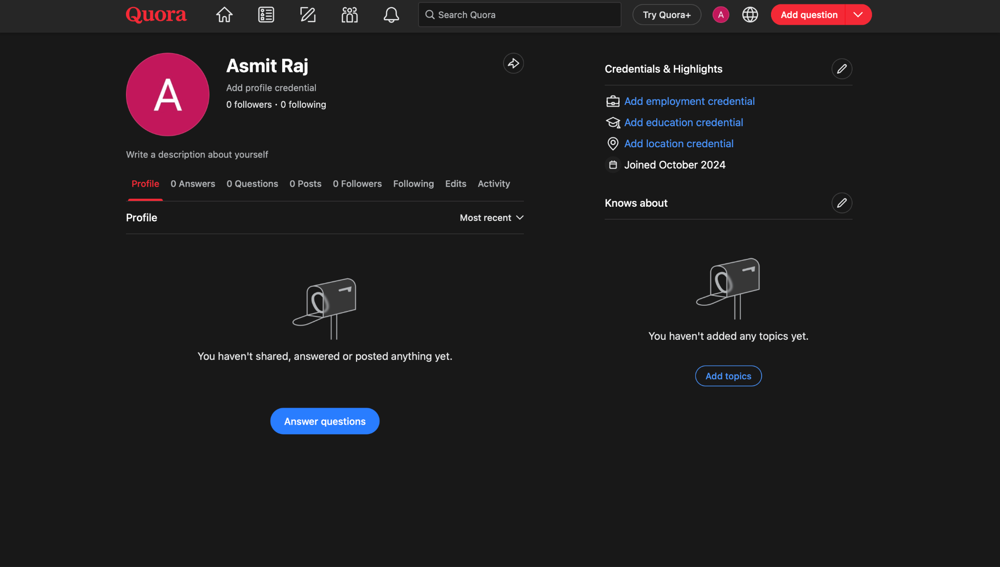 Quora
Search Quora
Try Quora+
A
Add question
A
Asmit Raj
Add profile credential
0 followers · 0 following
Write a description about yourself
Profile 0 Answers 0 Questions 0 Posts 0 Followers Following Edits Activity
Profile
Most recent
You haven't shared, answered or posted anything yet.
Answer questions
Credentials & Highlights
Add employment credential
Add education credential
Add location credential
Joined October 2024
Knows about
You haven't added any topics yet.
Add topics